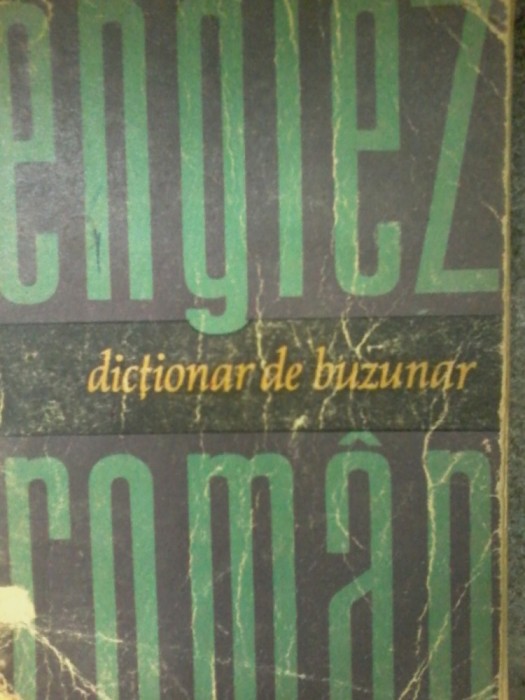 englez
dicționar de buzunar
român